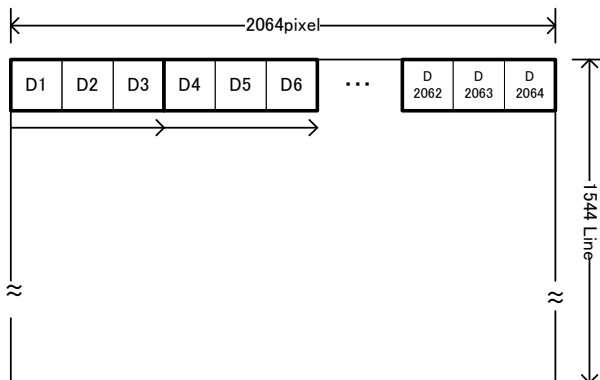 2064pixel
D1 D2 D3 D4 D5 D6 ・・・ D 2062 D 2063 D 2064
1544 Line